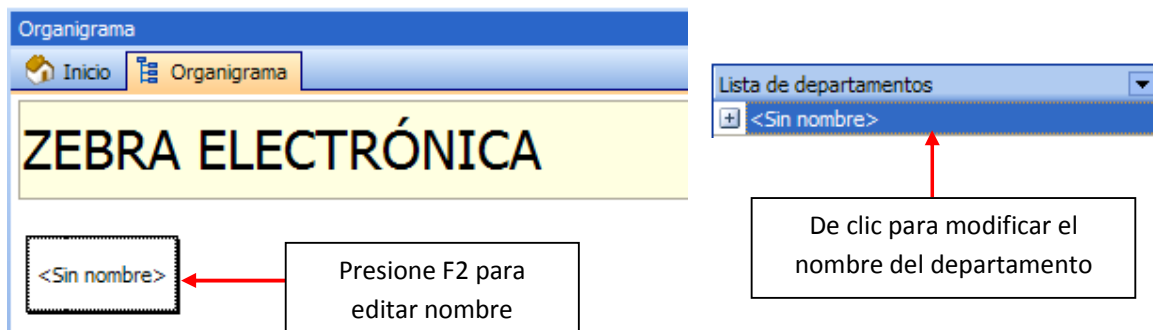 Organigrama
Inicio Organigrama
ZEBRA ELECTRÓNICA
<Sin nombre>
Presione F2 para
editar nombre
Lista de departamentos
<Sin nombre>
De clic para modificar el
nombre del departamento